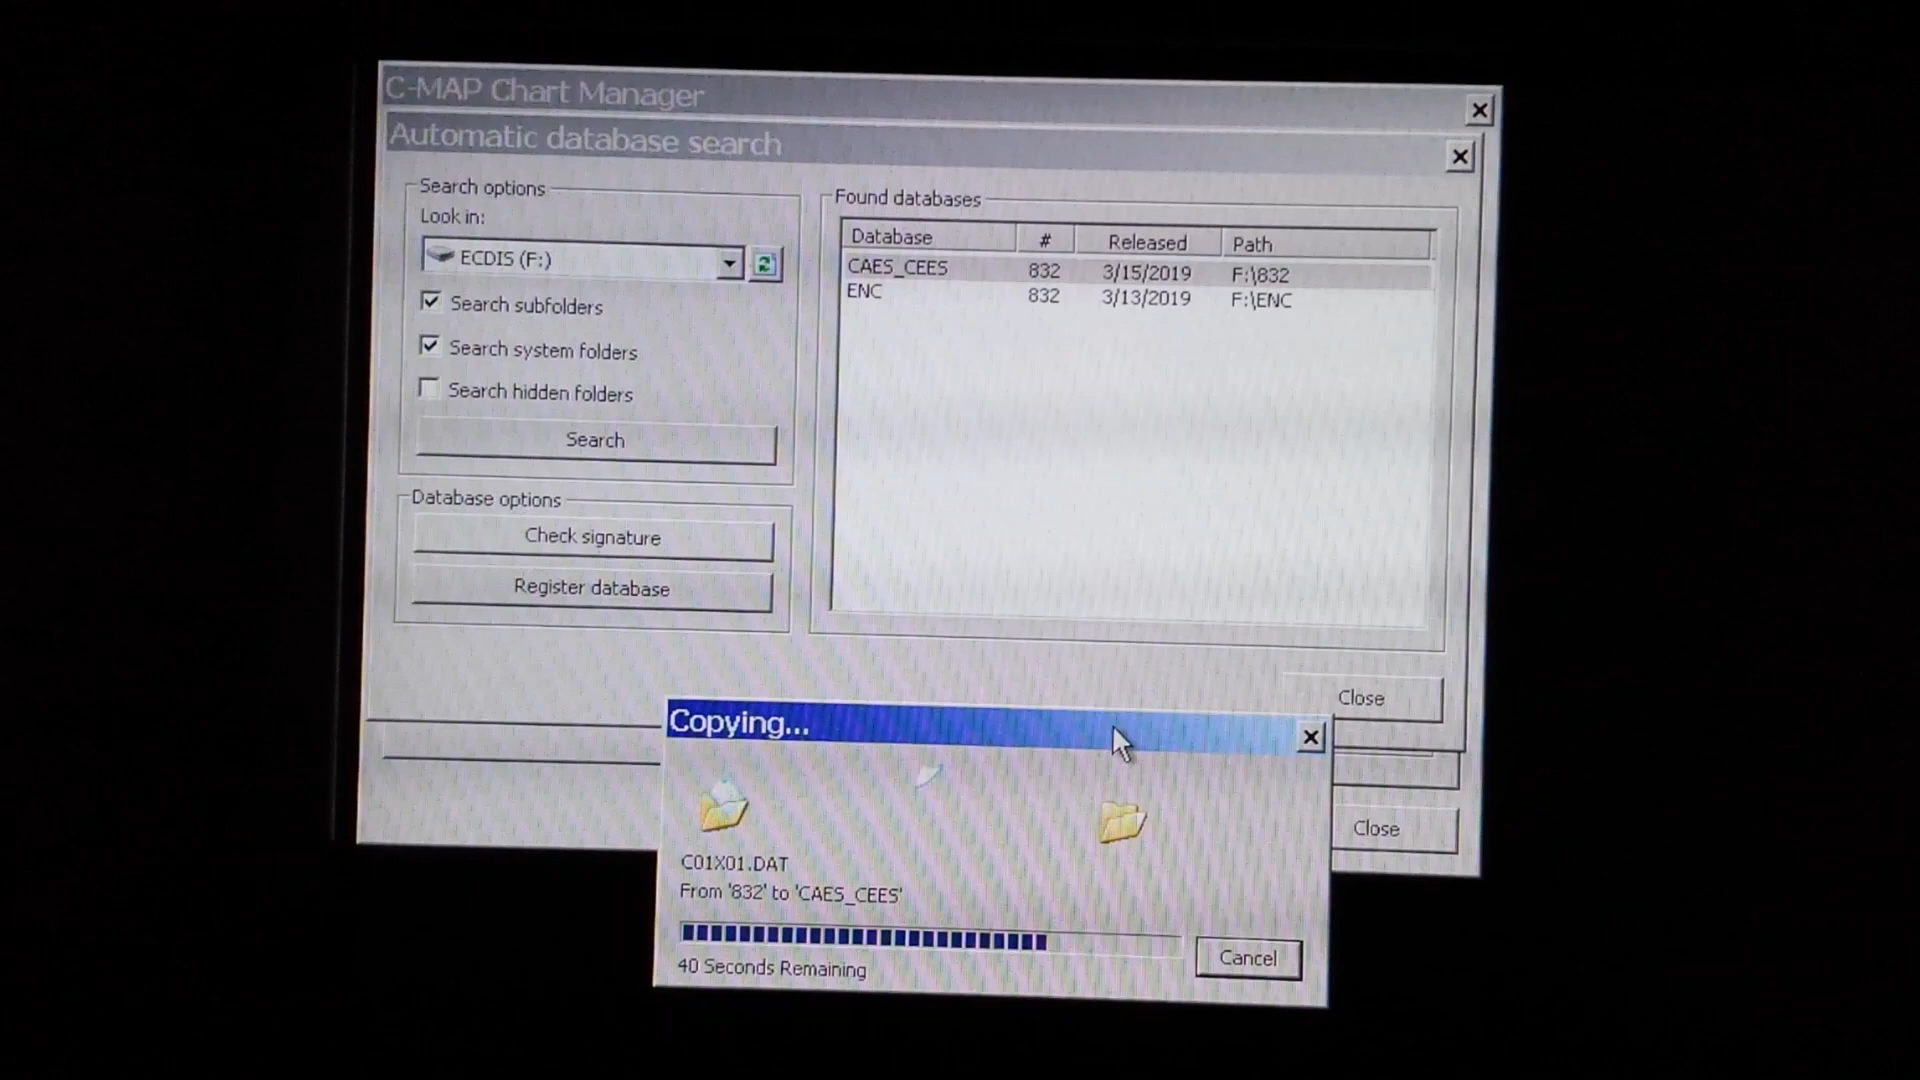 C-MAP Chart Manager
Automatic database search
Search options
Look in:
ECDIS (F:)
Search subfolders
Search system folders
Search hidden folders
Search
Database options
Check signature
Register database
Found databases
Database # Released Path
CAES_CEES 832 3/15/2019 F:\832
ENC 832 3/13/2019 F:\ENC
Close
Close
Copying...
C01X01.DAT
From '832' to 'CAES_CEES'
40 Seconds Remaining
Cancel